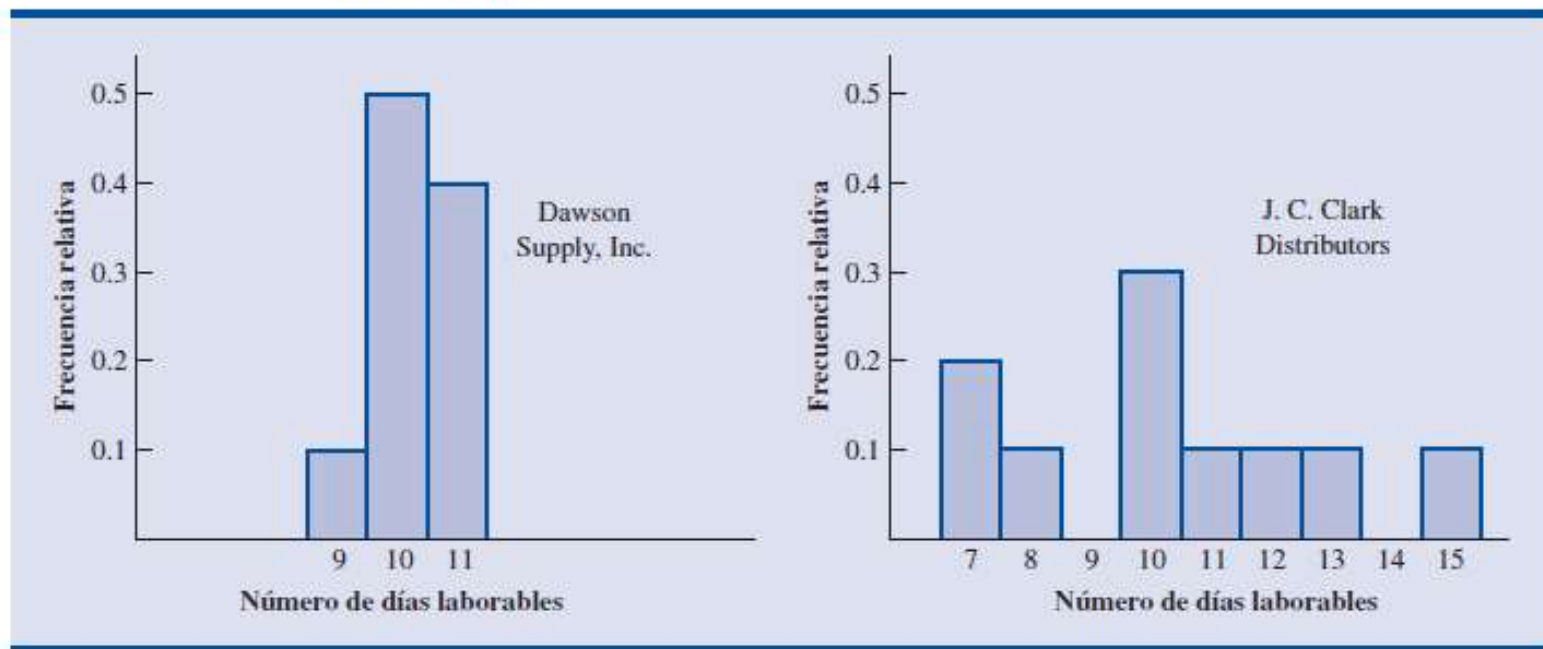 0.5
0.4
0.3
0.2
0.1
Frecuencia relativa
Dawson
Supply, Inc.
9 10 11
Número de días laborables
0.5
0.4
0.3
0.2
0.1
Frecuencia relativa
J. C. Clark
Distributors
7 8 9 10 11 12 13 14 15
Número de días laborables